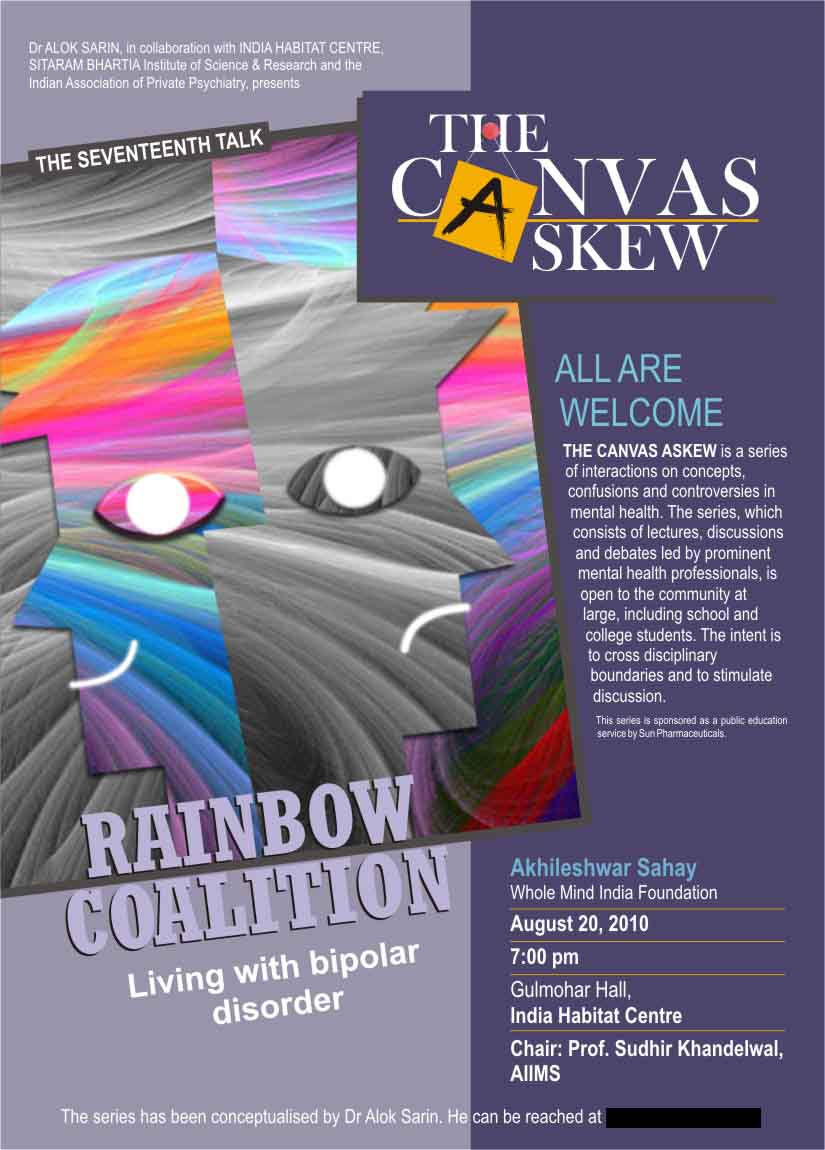 Dr ALOK SARIN, in collaboration with INDIA HABITAT CENTRE,
SITARAM BHARTIA Institute of Science & Research and the
Indian Association of Private Psychiatry, presents
THE SEVENTEENTH TALK
THE
CANVAS
ASKEW
ALL ARE
WELCOME
THE CANVAS ASKEW is a series
of interactions on concepts,
confusions and controversies in
mental health. The series, which
consists of lectures, discussions
and debates led by prominent
mental health professionals, is
open to the community at
large, including school and
college students. The intent is
to cross disciplinary
boundaries and to stimulate
discussion.
This series is sponsored as a public education
service by Sun Pharmaceuticals.
RAINBOW
COALITION
Living with bipolar
disorder
Akhileshwar Sahay
Whole Mind India Foundation
August 20, 2010
7:00 pm
Gulmohar Hall,
India Habitat Centre
Chair: Prof. Sudhir Khandelwal,
AIIMS
The series has been conceptualised by Dr Alok Sarin. He can be reached at